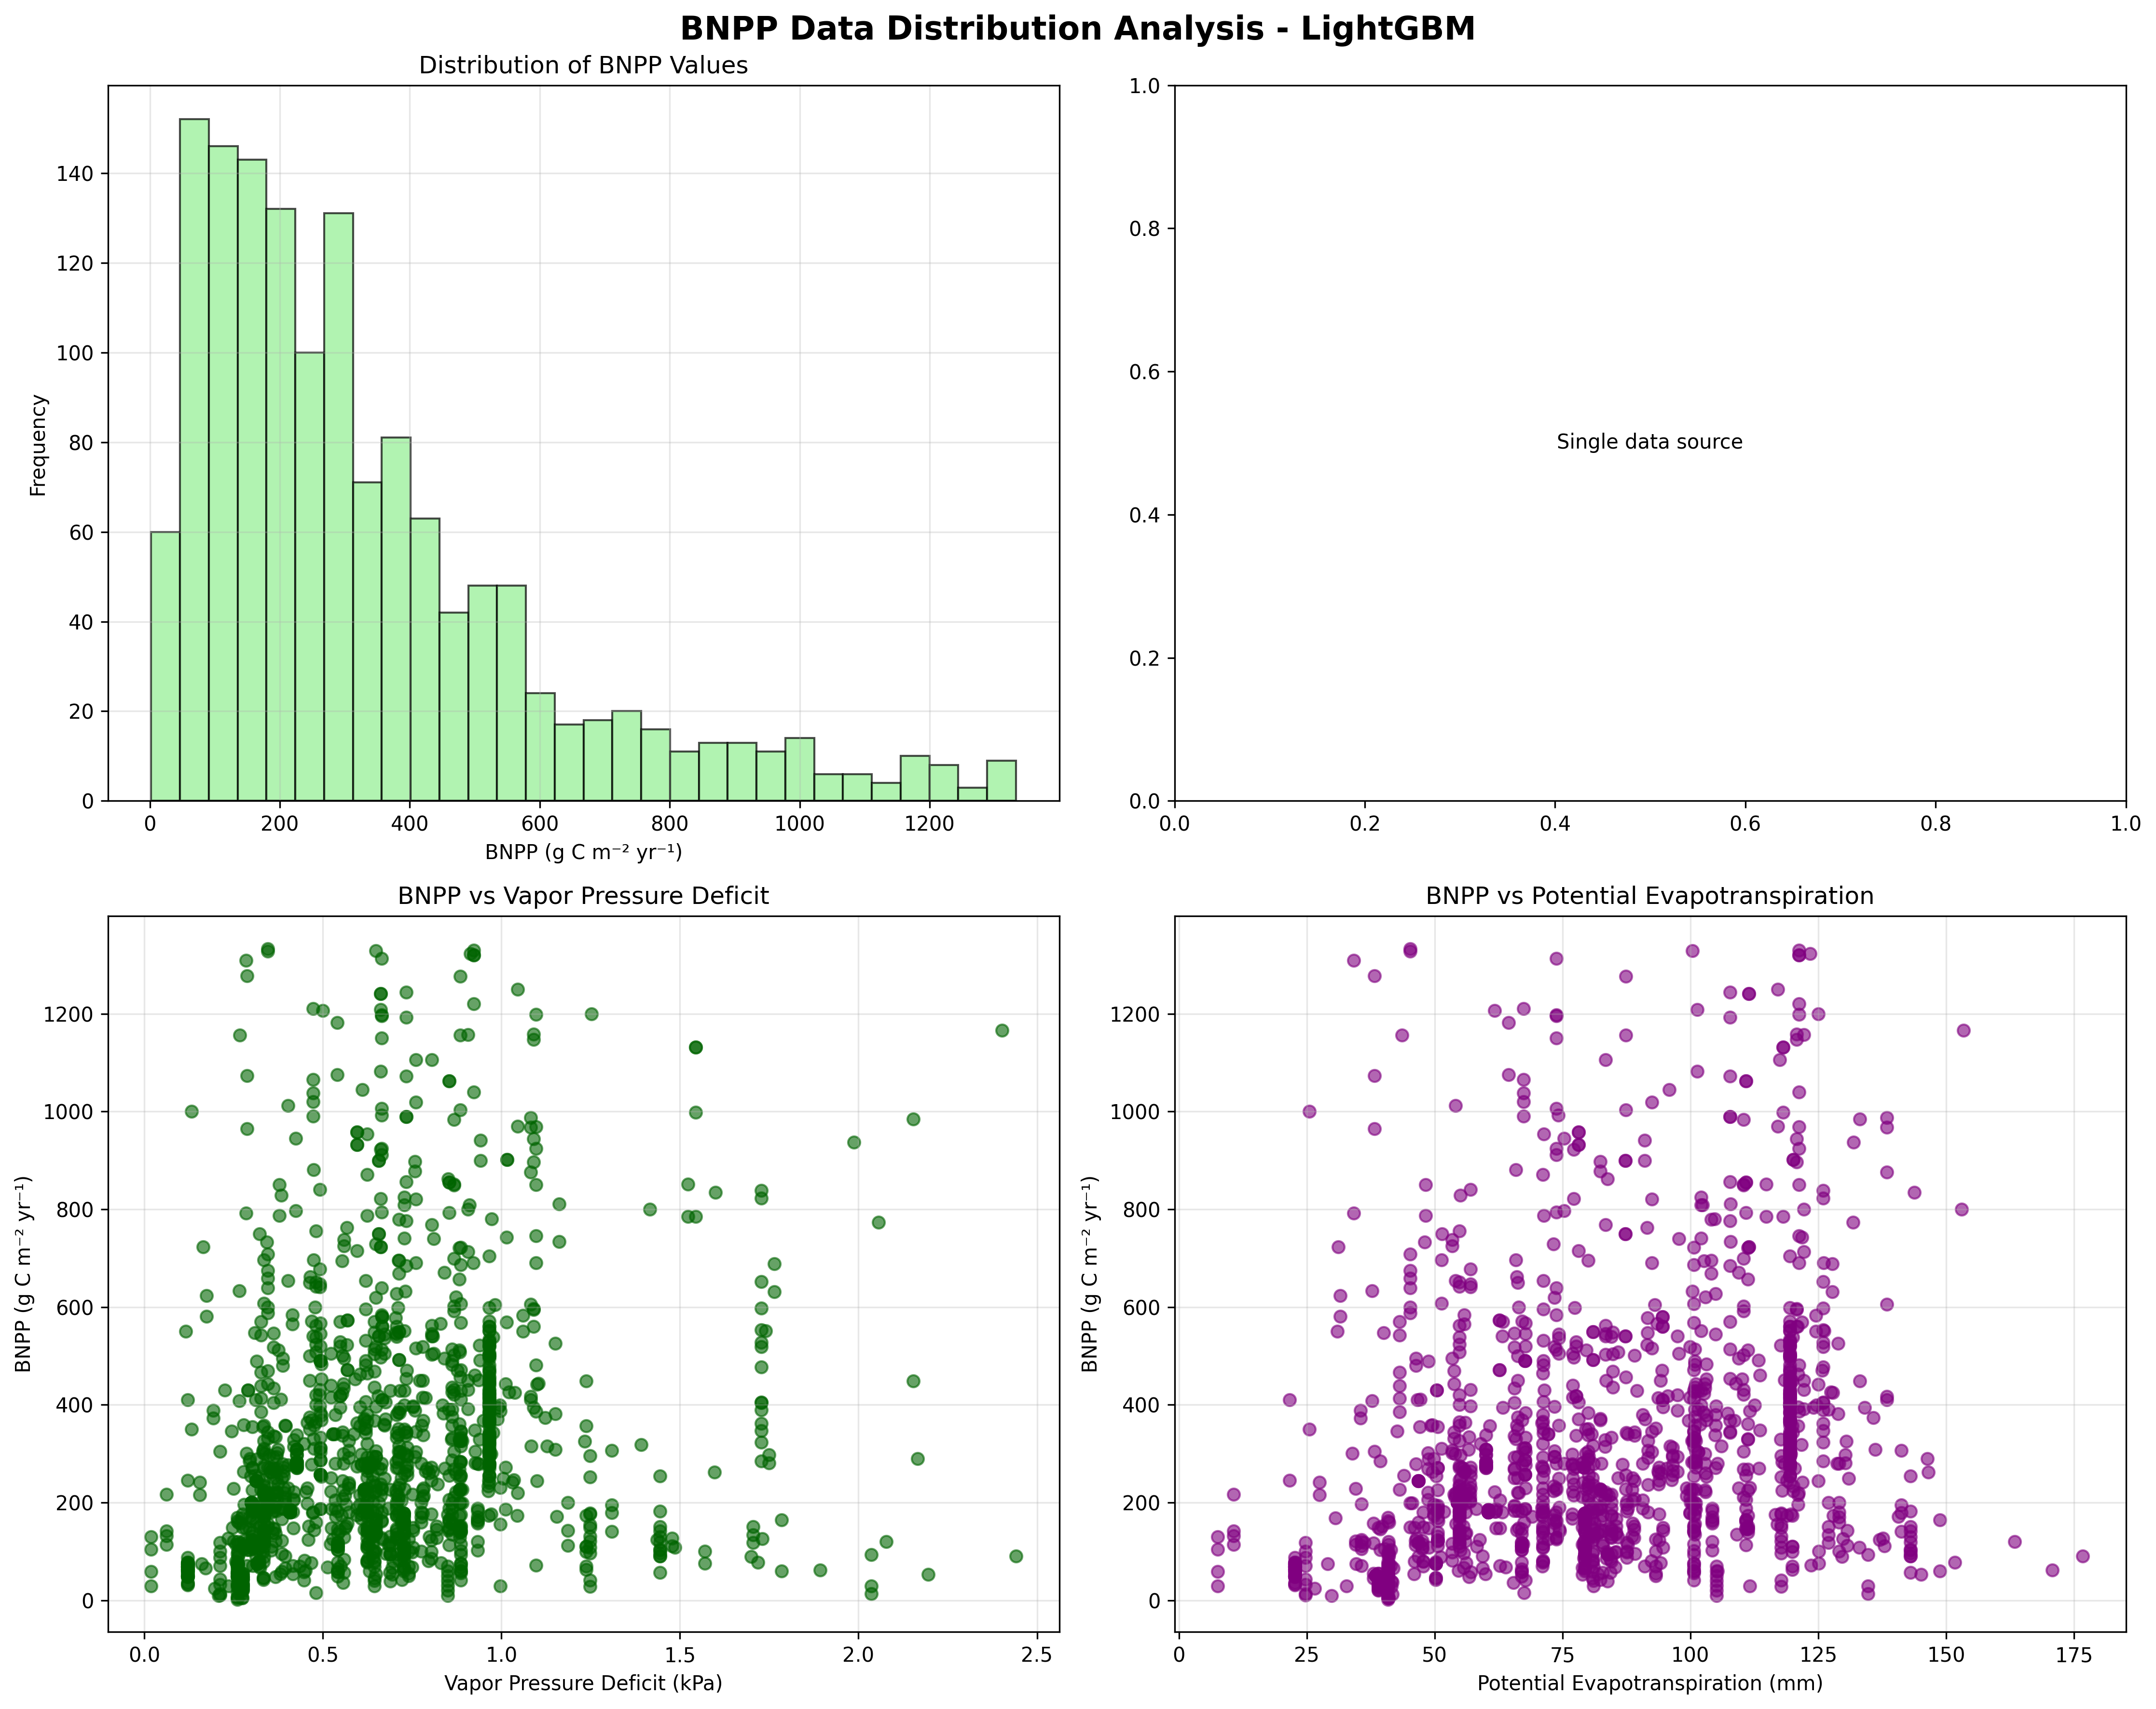 BNPP Data Distribution Analysis - LightGBM
Distribution of BNPP Values
Frequency
140
120
100
80
60
40
20
0
0 200 400 600 800 1000 1200
BNPP (g C m⁻² yr⁻¹)
1.0
0.8
0.6
0.4
0.2
0.0
Single data source
0.0 0.2 0.4 0.6 0.8 1.0
BNPP vs Vapor Pressure Deficit
BNPP (g C m⁻² yr⁻¹)
1200
1000
800
600
400
200
0
0.0 0.5 1.0 1.5 2.0 2.5
Vapor Pressure Deficit (kPa)
BNPP vs Potential Evapotranspiration
BNPP (g C m⁻² yr⁻¹)
1200
1000
800
600
400
200
0
0 25 50 75 100 125 150 175
Potential Evapotranspiration (mm)